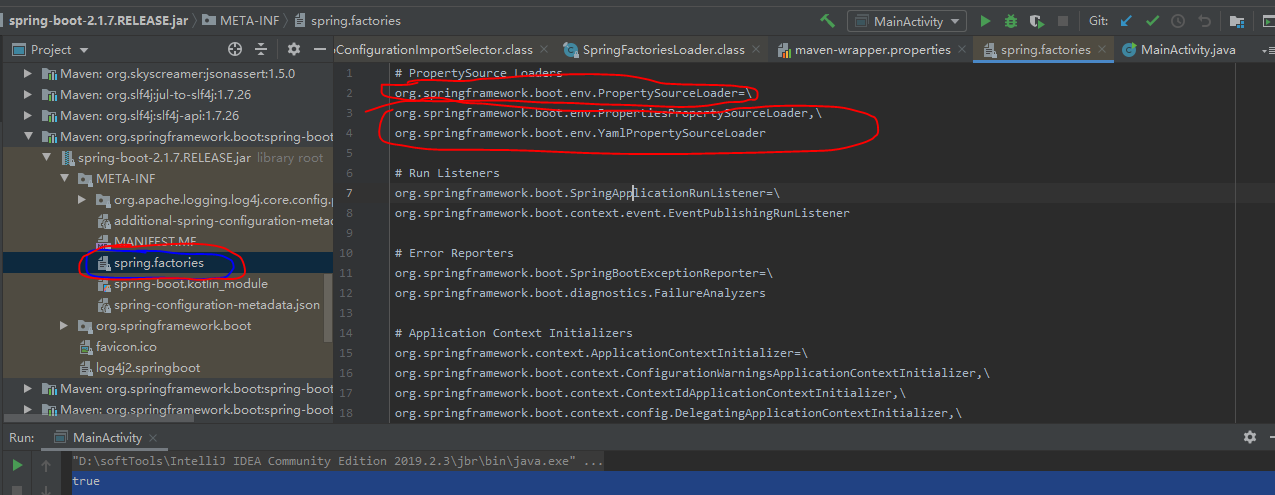 spring-boot-2.1.7.RELEASE.jar META-INF spring.factories MainActivity Git:
Project
oConfigurationImportSelector.class SpringFactoriesLoader.class maven-wrapper.properties spring.factories MainActivity.java
Maven: org.skyscreamer:jsonassert:1.5.0
Maven: org.slf4j:jul-to-slf4j:1.7.26
Maven: org.slf4j:slf4j-api:1.7.26
Maven: org.springframework.boot:spring-boot
spring-boot-2.1.7.RELEASE.jar library root
META-INF
org.apache.logging.log4j.core.config.p
additional-spring-configuration-metad
MANIFEST.MF
spring.factories
spring-boot.kotlin_module
spring-configuration-metadata.json
org.springframework.boot
favicon.ico
log4j2.springboot
Maven: org.springframework.boot:spring-boot
Maven: org.springframework.boot:spring-boot
1 # PropertySource Loaders
2 org.springframework.boot.env.PropertySourceLoader=\
3 org.springframework.boot.env.PropertiesPropertySourceLoader,\
4 org.springframework.boot.env.YamlPropertySourceLoader
5
6 # Run Listeners
7 org.springframework.boot.SpringApplicationRunListener=\
8 org.springframework.boot.context.event.EventPublishingRunListener
9
10 # Error Reporters
11 org.springframework.boot.SpringBootExceptionReporter=\
12 org.springframework.boot.diagnostics.FailureAnalyzers
13
14 # Application Context Initializers
15 org.springframework.context.ApplicationContextInitializer=\
16 org.springframework.boot.context.ConfigurationWarningsApplicationContextInitializer,\
17 org.springframework.boot.context.ContextIdApplicationContextInitializer,\
18 org.springframework.boot.context.config.DelegatingApplicationContextInitializer,\
Run: MainActivity
"D:\softTools\IntelliJ IDEA Community Edition 2019.2.3\jbr\bin\java.exe" ...
true